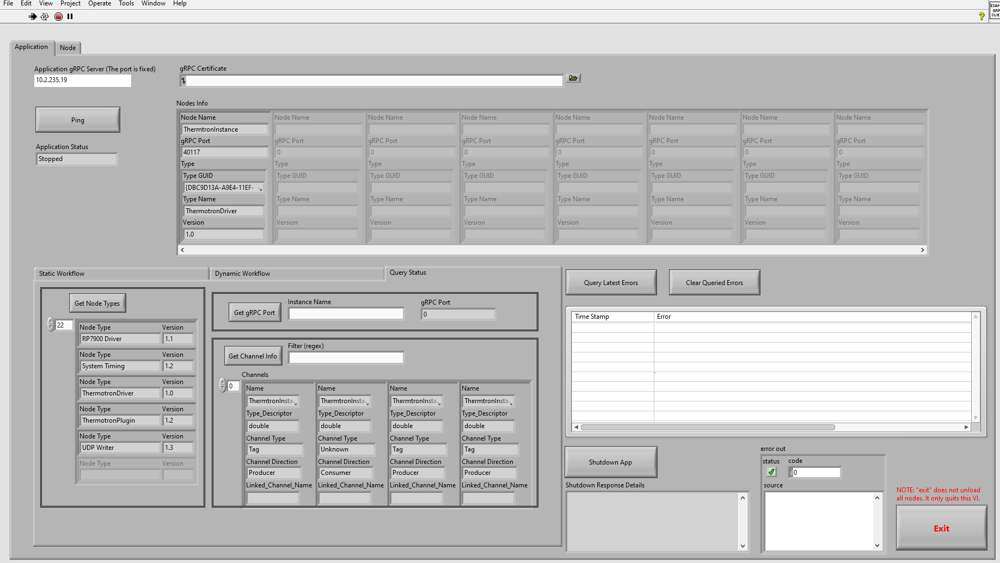 File Edit View Project Operate Tools Window Help
EXAM
GRP
CLIE
Application Node
Application gRPC Server (The port is fixed)
10.2.235.19
gRPC Certificate
Ping
Application Status
Stopped
Nodes Info
Node Name Node Name Node Name Node Name Node Name Node Name Node Name Node Name
ThermtronInstance
gRPC Port gRPC Port gRPC Port gRPC Port gRPC Port gRPC Port gRPC Port gRPC Port
40117 0 0 0 0 0 0 0
Type Type Type Type Type Type Type Type
Type GUID Type GUID Type GUID Type GUID Type GUID Type GUID Type GUID Type GUID
{DBC9D13A-A9E4-11EF-
Type Name Type Name Type Name Type Name Type Name Type Name Type Name Type Name
ThermotronDriver
Version Version Version Version Version Version Version Version
1.0
Static Workflow Dynamic Workflow Query Status
Get Node Types
22
Node Type Version
RP7900 Driver 1.1
Node Type Version
System Timing 1.2
Node Type Version
ThermotronDriver 1.0
Node Type Version
ThermotronPlugin 1.2
Node Type Version
UDP Writer 1.3
Node Type Version
Get gRPC Port
Instance Name
gRPC Port
0
Get Channel Info
Filter (regex)
Channels
0
Name Name Name Name
ThermtronInsta ThermtronInsta ThermtronInsta ThermtronInsta
Type_Descriptor Type_Descriptor Type_Descriptor Type_Descriptor
double double double double
Channel Type Channel Type Channel Type Channel Type
Tag Unknown Tag Tag
Channel Direction Channel Direction Channel Direction Channel Direction
Producer Consumer Producer Producer
Linked_Channel_Name Linked_Channel_Name Linked_Channel_Name Linked_Channel_Name
Query Latest Errors Clear Queried Errors
Time Stamp Error
Shutdown App
Shutdown Response Details
error out
status code
d0
source
NOTE: "exit" does not unload
all nodes. It only quits this VI.
Exit